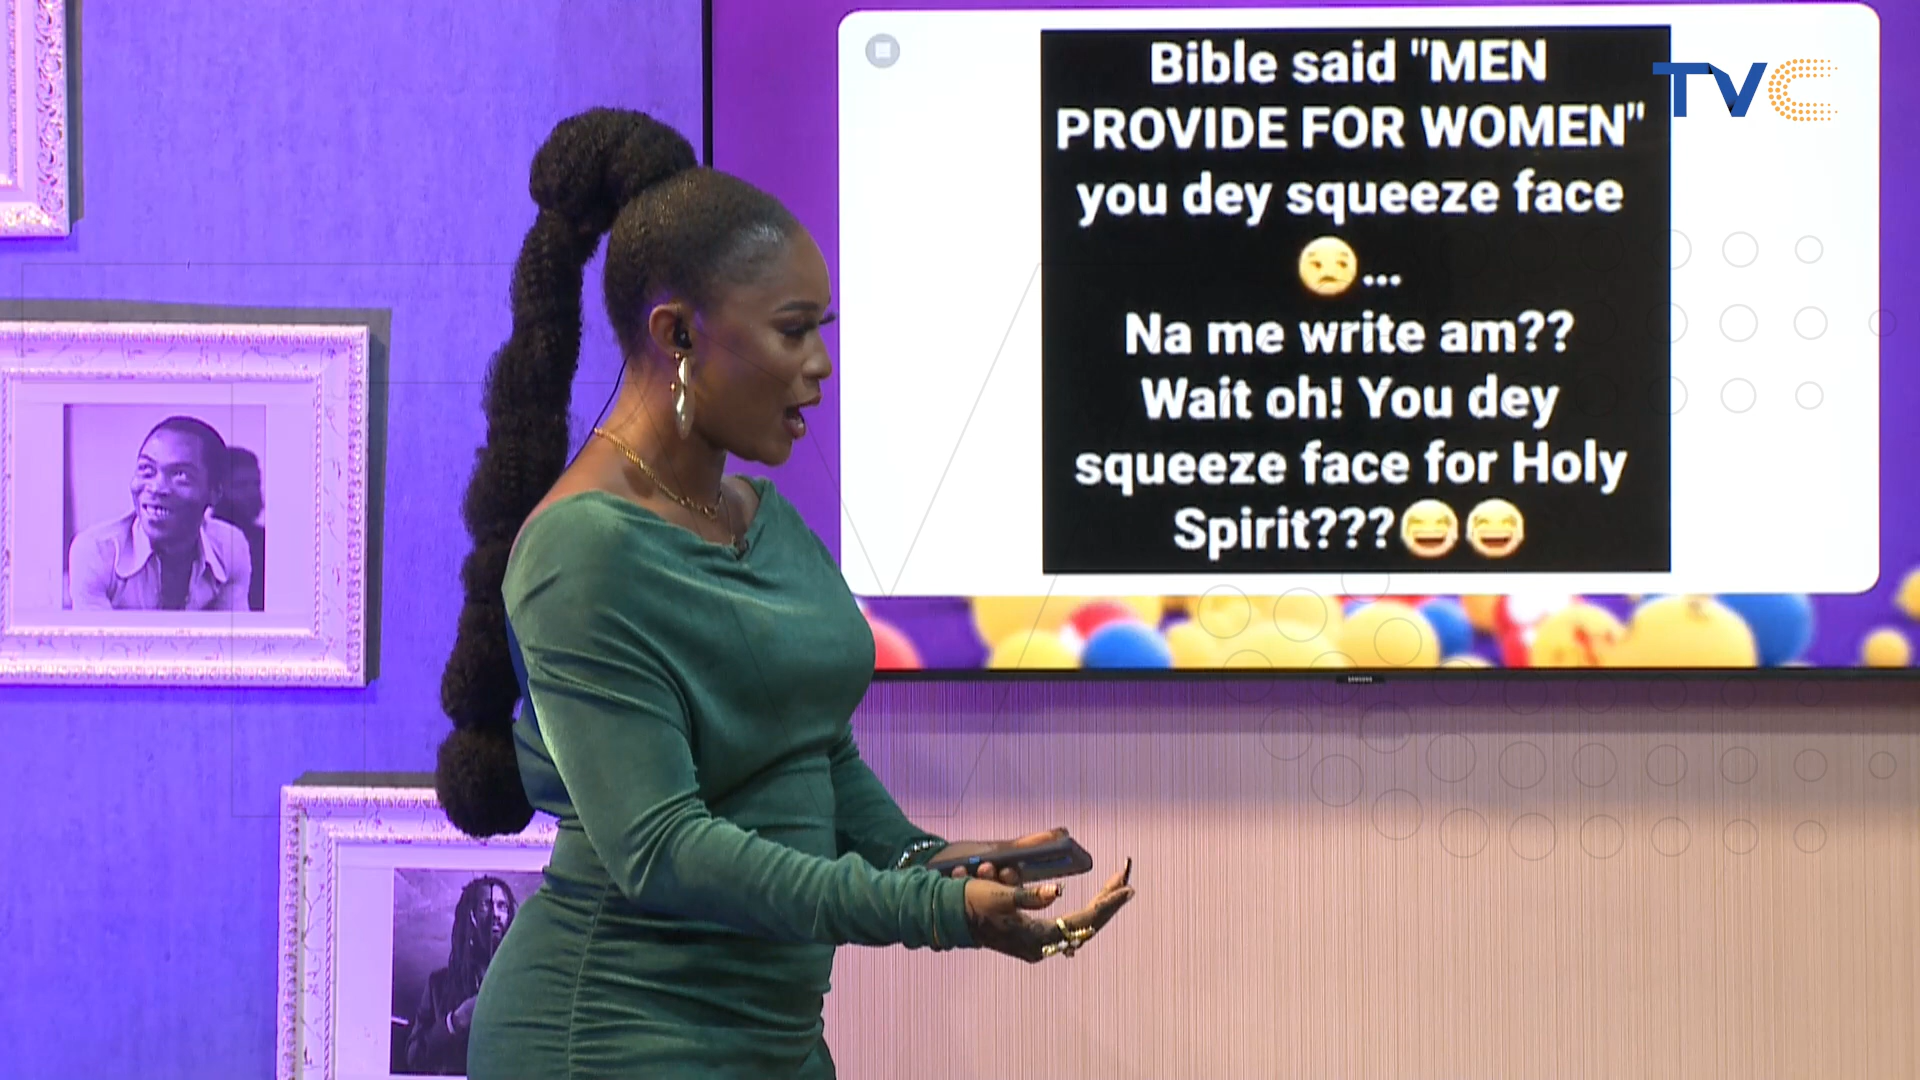 Bible said "MEN
PROVIDE FOR WOMEN"
you dey squeeze face
😒...
Na me write am??
Wait oh! You dey
squeeze face for Holy
Spirit???😆😆
TVC
SAMSUNG